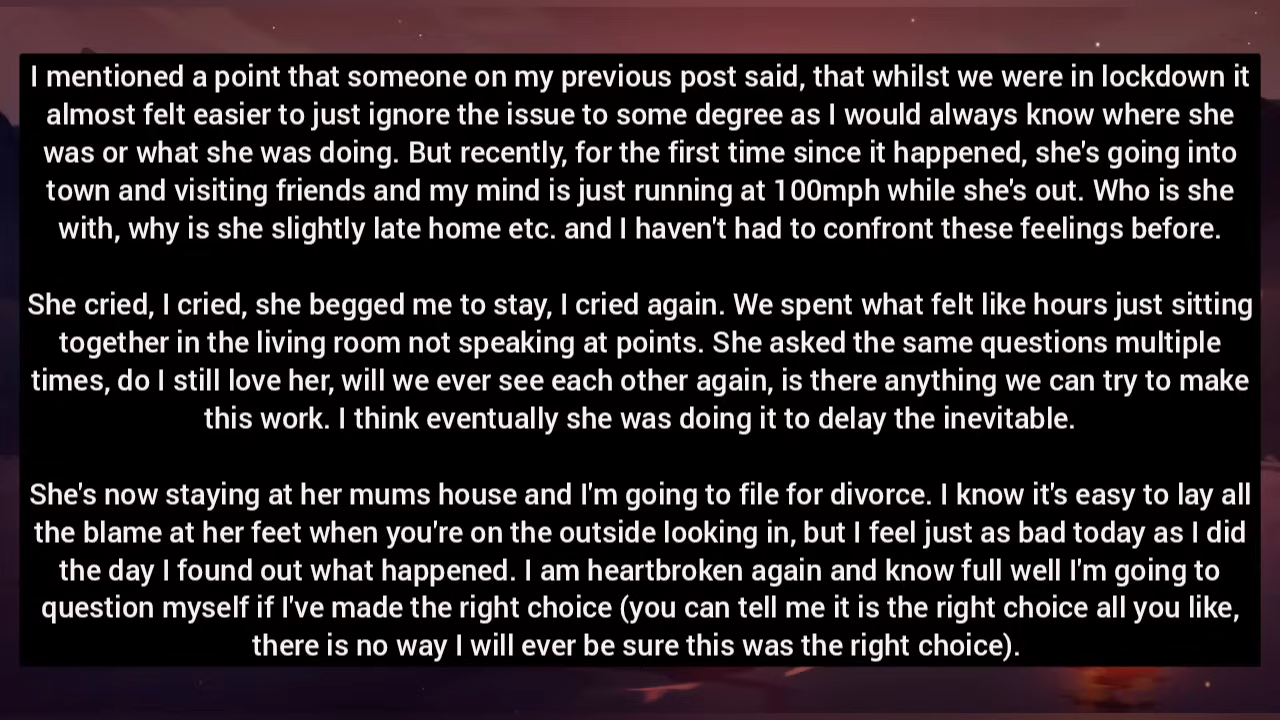 I mentioned a point that someone on my previous post said, that whilst we were in lockdown it
almost felt easier to just ignore the issue to some degree as I would always know where she
was or what she was doing. But recently, for the first time since it happened, she's going into
town and visiting friends and my mind is just running at 100mph while she's out. Who is she
with, why is she slightly late home etc. and I haven't had to confront these feelings before.
She cried, I cried, she begged me to stay, I cried again. We spent what felt like hours just sitting
together in the living room not speaking at points. She asked the same questions multiple
times, do I still love her, will we ever see each other again, is there anything we can try to make
this work. I think eventually she was doing it to delay the inevitable.
She's now staying at her mums house and I'm going to file for divorce. I know it's easy to lay all
the blame at her feet when you're on the outside looking in, but I feel just as bad today as I did
the day I found out what happened. I am heartbroken again and know full well I'm going to
question myself if I've made the right choice (you can tell me it is the right choice all you like,
there is no way I will ever be sure this was the right choice).